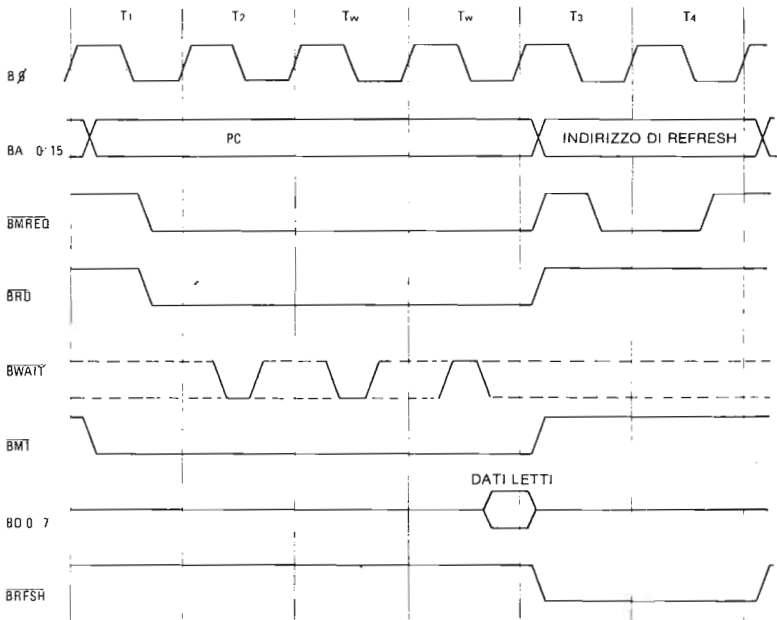 T1 T2 Tw Tw T3 T4
BØ
BA 0-15 PC INDIRIZZO DI REFRESH
BMREQ
BRD
BWAIT
BM1
DATI LETTI
BD 0 7
BRFSH